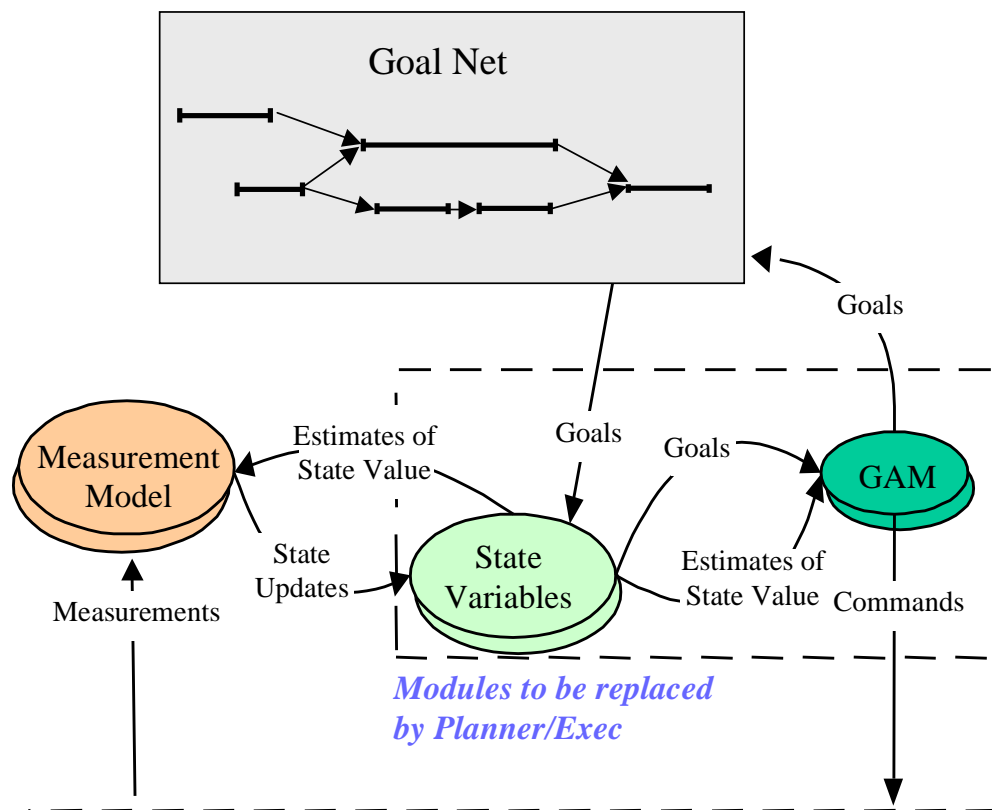 Goal Net
Goals
Measurement
Model
Estimates of
State Value
Goals
Goals
GAM
State
Updates
State
Variables
Estimates of
State Value
Commands
Measurements
Modules to be replaced
by Planner/Exec